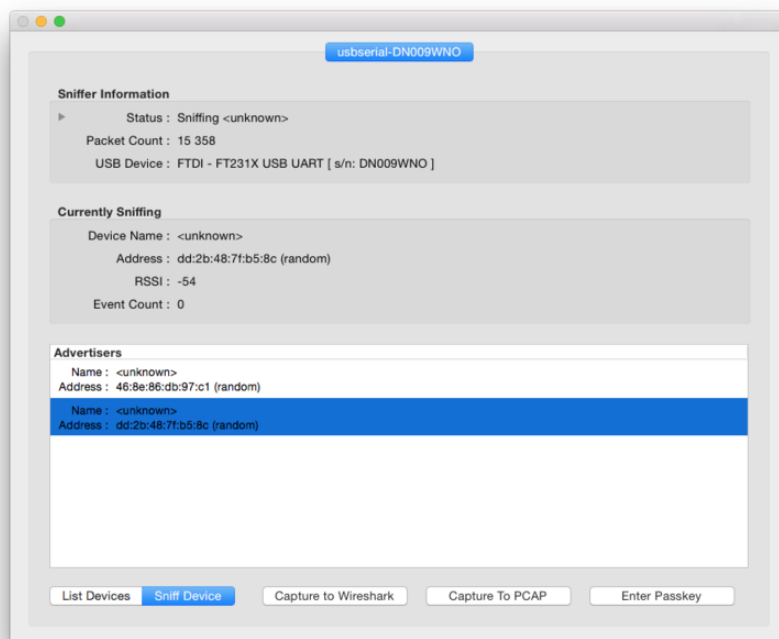 usbserial-DN009WNO
Sniffer Information
Status : Sniffing <unknown>
Packet Count : 15 358
USB Device : FTDI - FT231X USB UART [ s/n: DN009WNO ]
Currently Sniffing
Device Name : <unknown>
Address : dd:2b:48:7f:b5:8c (random)
RSSI : -54
Event Count : 0
Advertisers
Name : <unknown>
Address : 46:8e:86:db:97:c1 (random)
Name : <unknown>
Address : dd:2b:48:7f:b5:8c (random)
List Devices Sniff Device Capture to Wireshark Capture To PCAP Enter Passkey